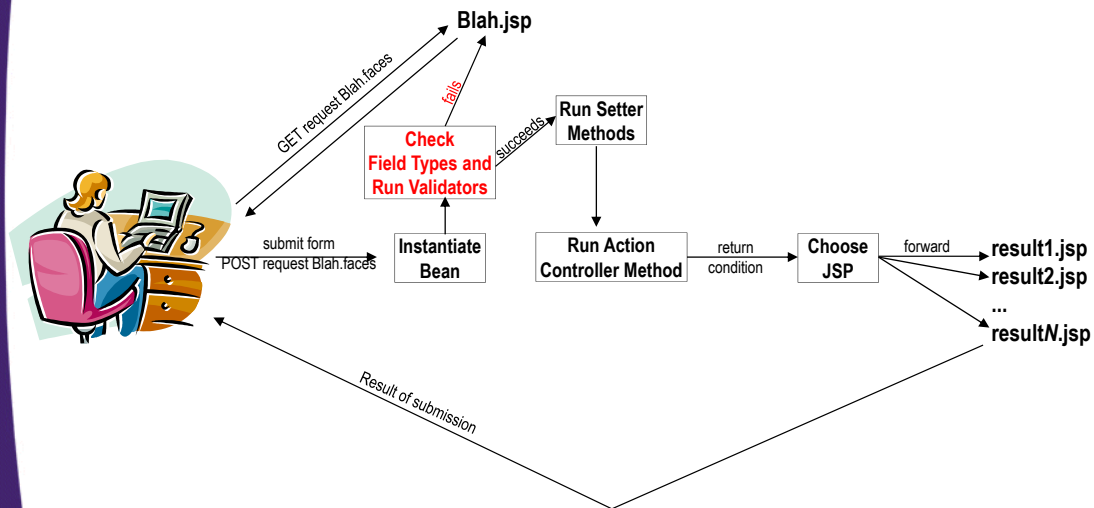 Blah.jsp
GET request Blah.faces
fails
Check
Field Types and
Run Validators
succeeds
Run Setter
Methods
submit form
POST request Blah.faces
Instantiate
Bean
Run Action
Controller Method
return
condition
Choose
JSP
forward
result1.jsp
result2.jsp
...
resultN.jsp
Result of submission